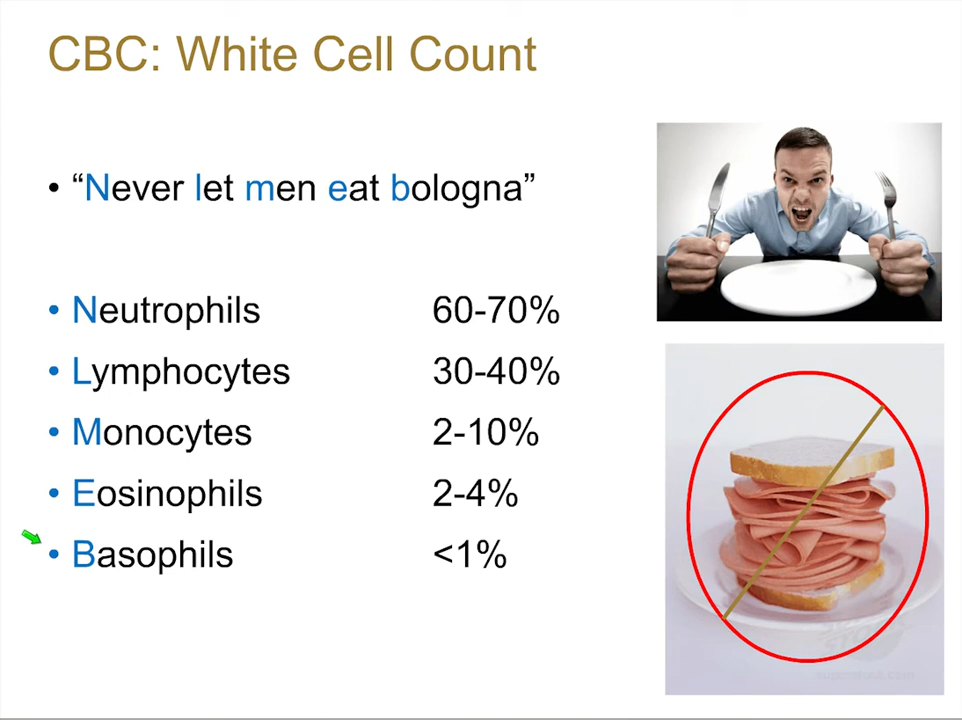 CBC: White Cell Count
• “Never let men eat bologna”
• Neutrophils 60-70%
• Lymphocytes 30-40%
• Monocytes 2-10%
• Eosinophils 2-4%
• Basophils <1%